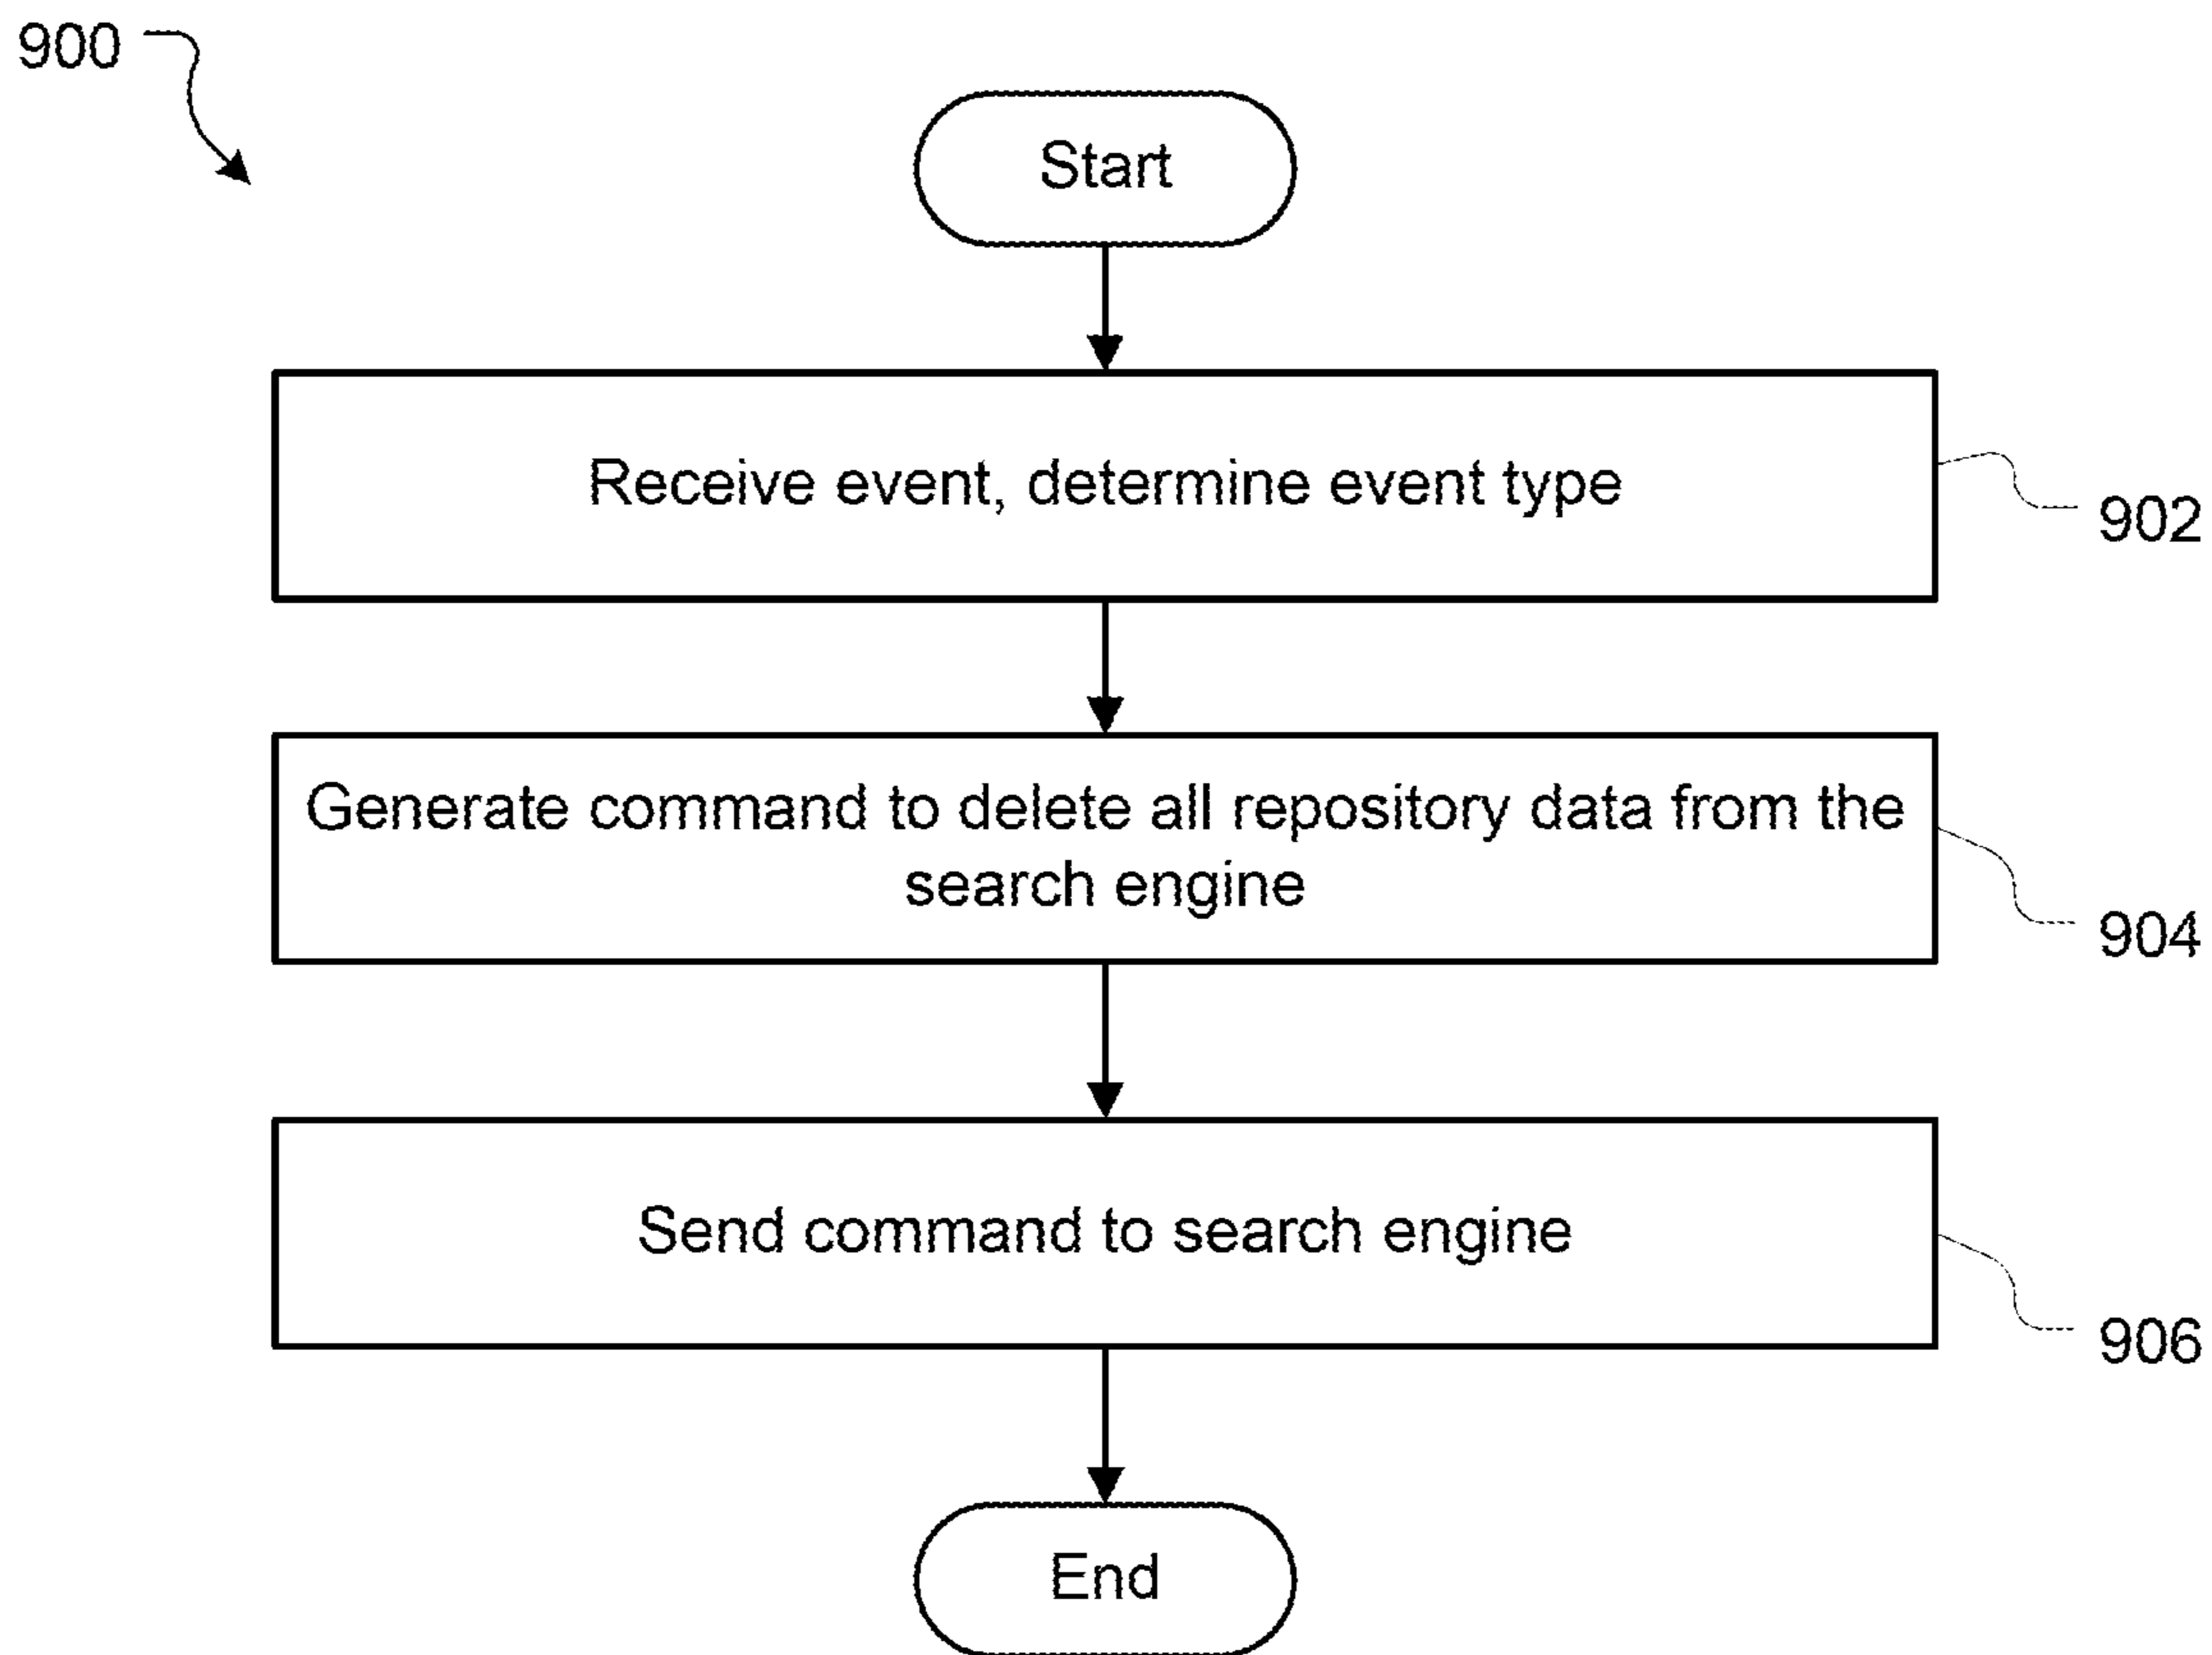 900
Start
Receive event, determine event type
902
Generate command to delete all repository data from the
search engine
904
Send command to search engine
906
End